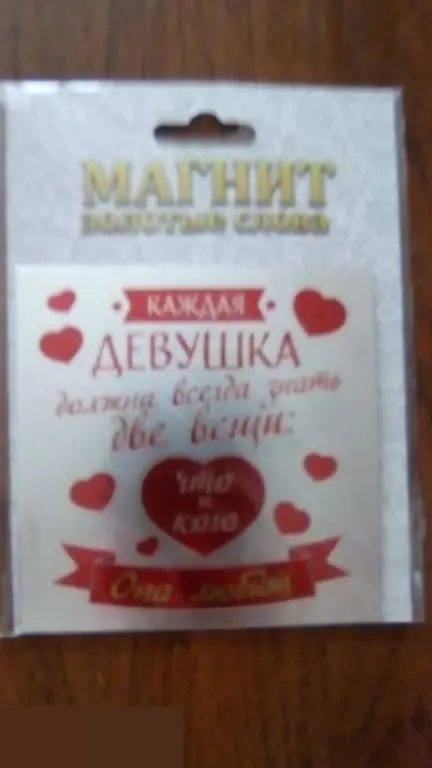 МАГНИТ
ЗОЛОТЫЕ СЛОВА
КАЖДАЯ
ДЕВУШКА
должна всегда знать
две вещи:
что
и
кого
Она любит